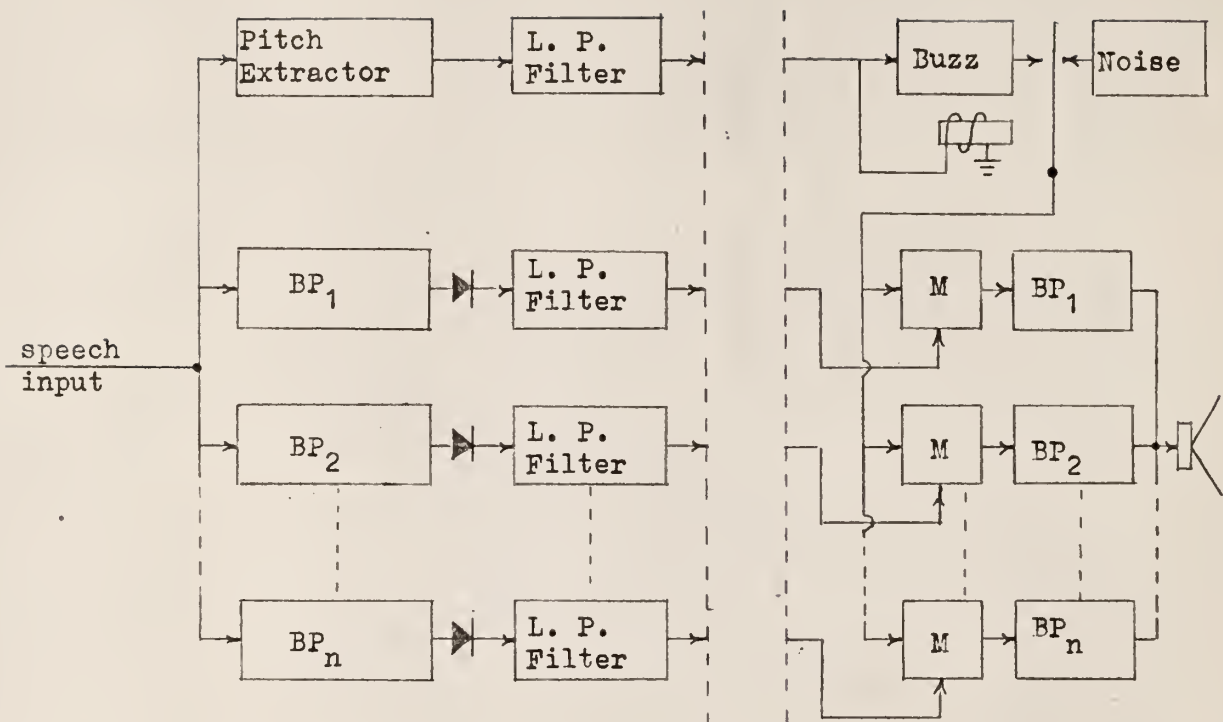 Pitch
Extractor
L. P.
Filter
Buzz
Noise
BP1
L. P.
Filter
M
BP1
speech
input
BP2
L. P.
Filter
M
BP2
BPn
L. P.
Filter
M
BPn